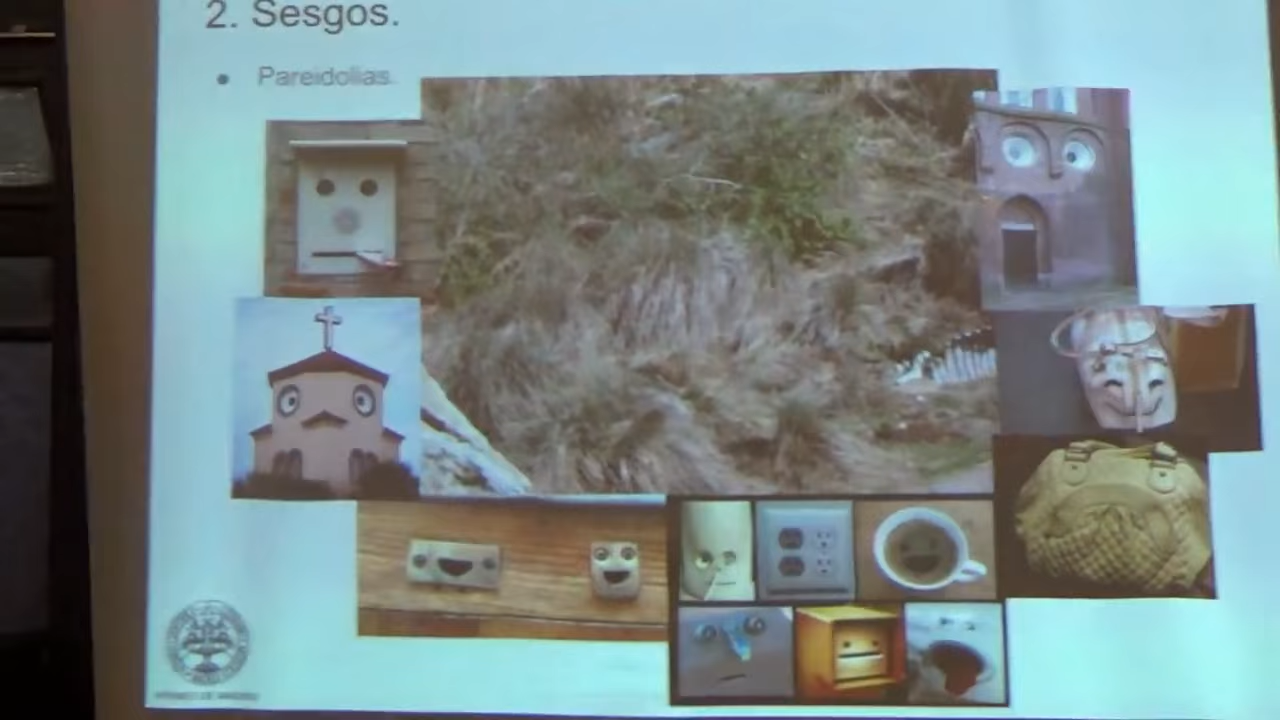 2. Sesgos.
● Pareidolias.